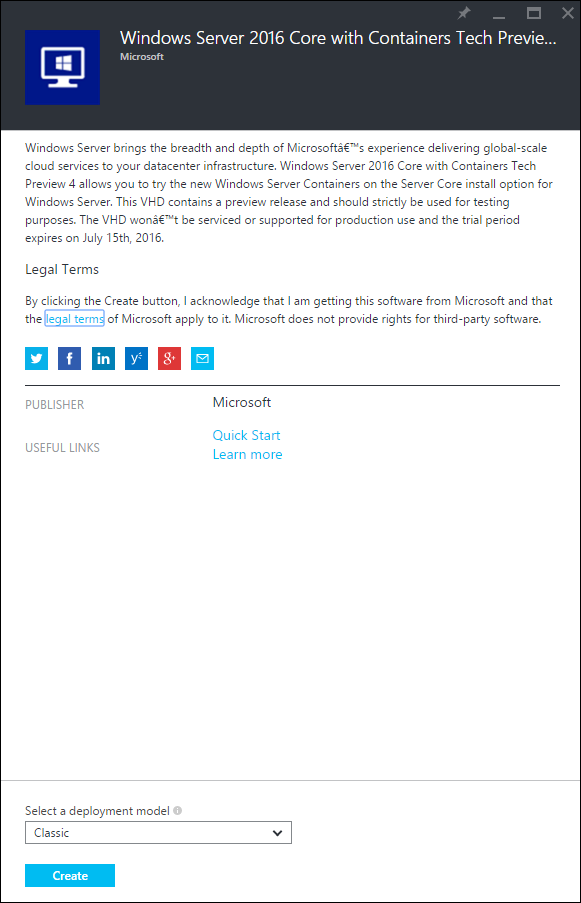 Windows Server 2016 Core with Containers Tech Previe...
Microsoft
Windows Server brings the breadth and depth of Microsoftâ€™s experience delivering global-scale
cloud services to your datacenter infrastructure. Windows Server 2016 Core with Containers Tech
Preview 4 allows you to try the new Windows Server Containers on the Server Core install option for
Windows Server. This VHD contains a preview release and should strictly be used for testing
purposes. The VHD wonâ€™t be serviced or supported for production use and the trial period
expires on July 15th, 2016.
Legal Terms
By clicking the Create button, I acknowledge that I am getting this software from Microsoft and that
the legal terms of Microsoft apply to it. Microsoft does not provide rights for third-party software.
PUBLISHER Microsoft
USEFUL LINKS Quick Start
Learn more
Select a deployment model
Classic
Create